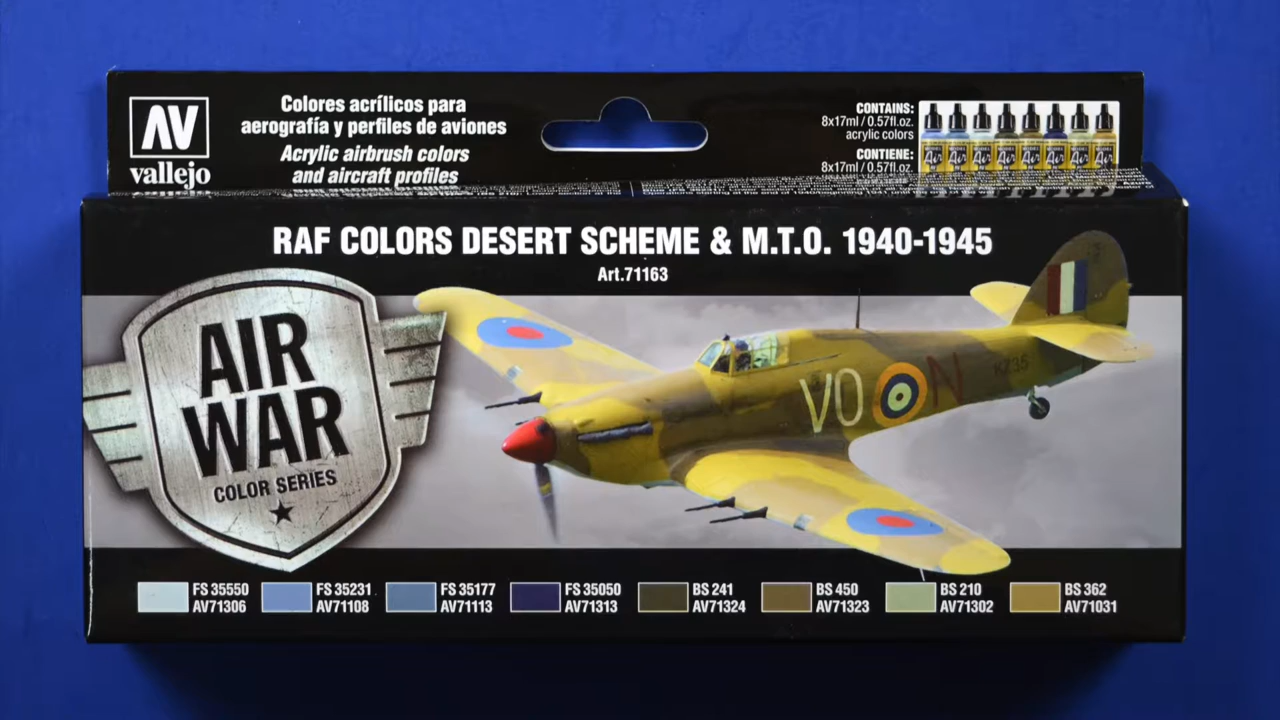 AV
vallejo
Colores acrílicos para
aerografía y perfiles de aviones
Acrylic airbrush colors
and aircraft profiles
CONTAINS:
8x17ml / 0.57fl.oz.
acrylic colors
CONTIENE:
8x17ml / 0.57fl.oz.
RAF COLORS DESERT SCHEME & M.T.O. 1940-1945
Art.71163
AIR
WAR
COLOR SERIES
VO N
FS 35550
AV71306
FS 35231
AV71108
FS 35177
AV71113
FS 35050
AV71313
BS 241
AV71324
BS 450
AV71323
BS 210
AV71302
BS 362
AV71031